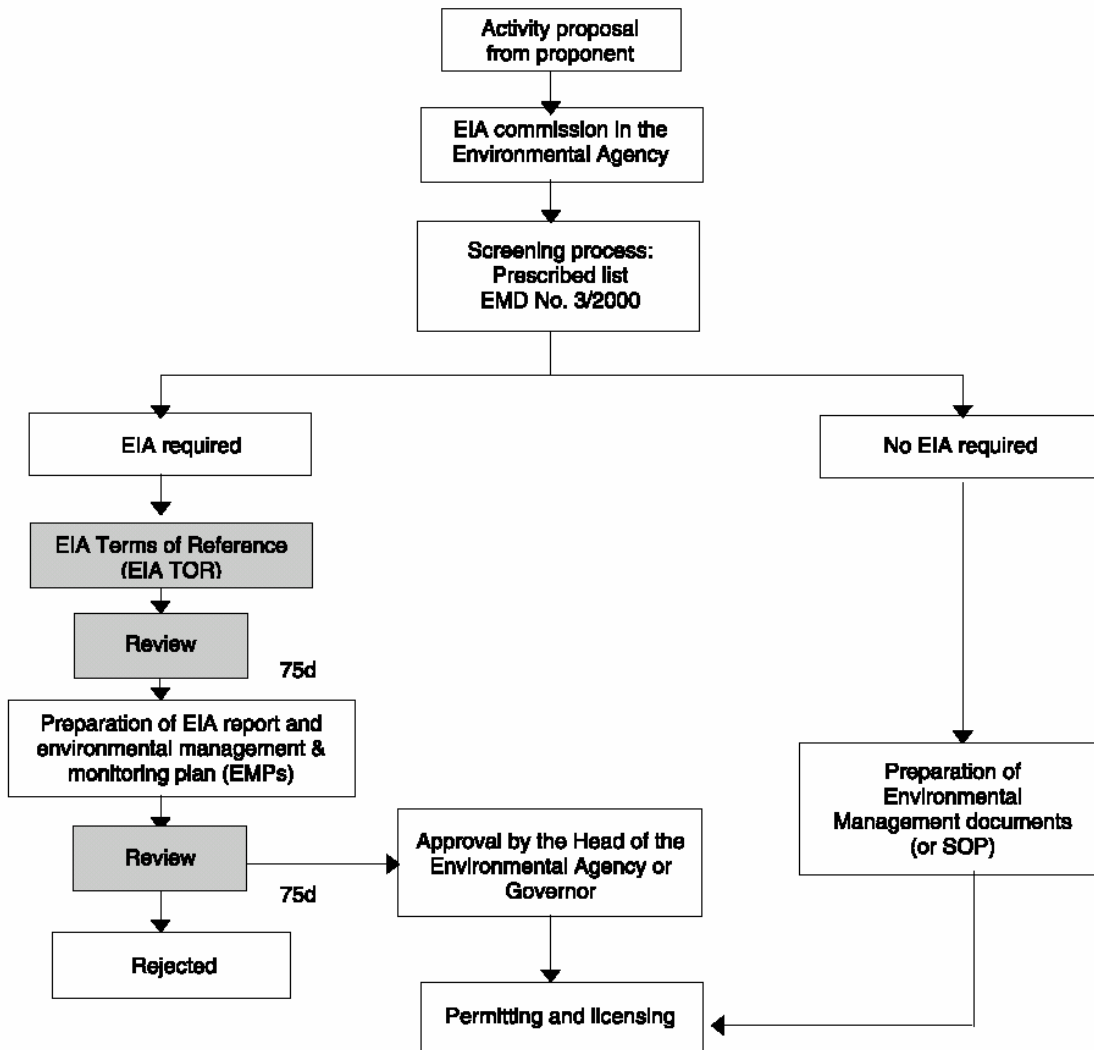 Activity proposal
from proponent
EIA commission in the
Environmental Agency
Screening process:
Prescribed list
EMD No. 3/2000
EIA required
No EIA required
EIA Terms of Reference
(EIA TOR)
Review
75d
Preparation of EIA report and
environmental management &
monitoring plan (EMPs)
Preparation of
Environmental
Management documents
(or SOP)
Review
75d
Approval by the Head of the
Environmental Agency or
Governor
Rejected
Permitting and licensing